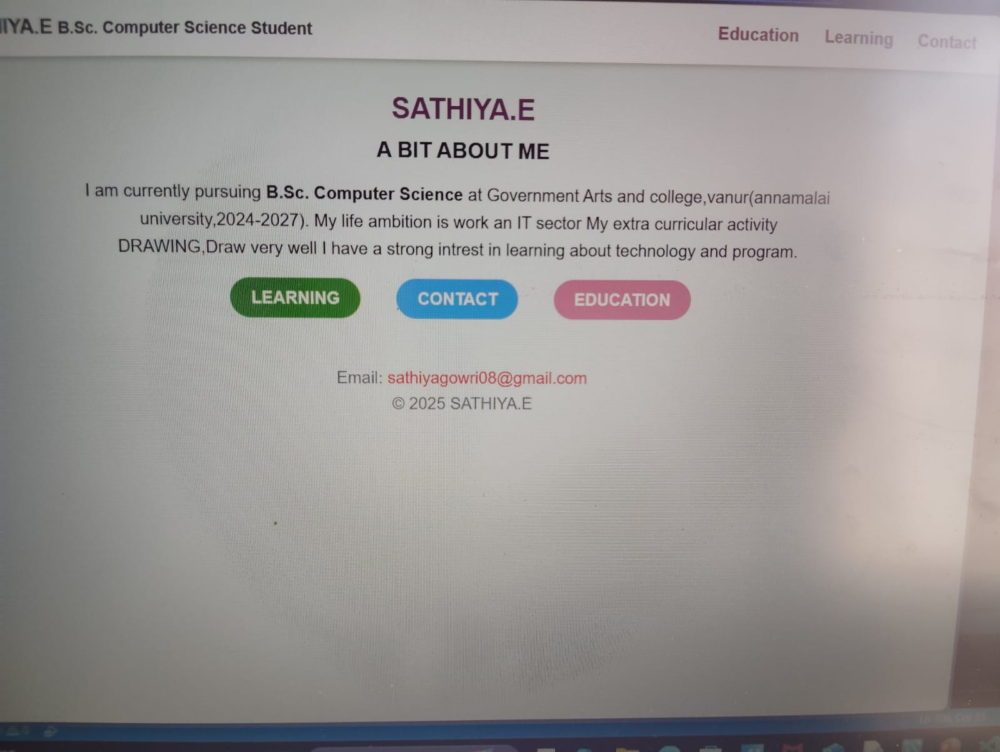 IYA.E B.Sc. Computer Science Student
Education Learning Contact
SATHIYA.E
A BIT ABOUT ME
I am currently pursuing B.Sc. Computer Science at Government Arts and college,vanur(annamalai
university,2024-2027). My life ambition is work an IT sector My extra curricular activity
DRAWING,Draw very well I have a strong intrest in learning about technology and program.
LEARNING CONTACT EDUCATION
Email: sathiyagowri08@gmail.com
© 2025 SATHIYA.E